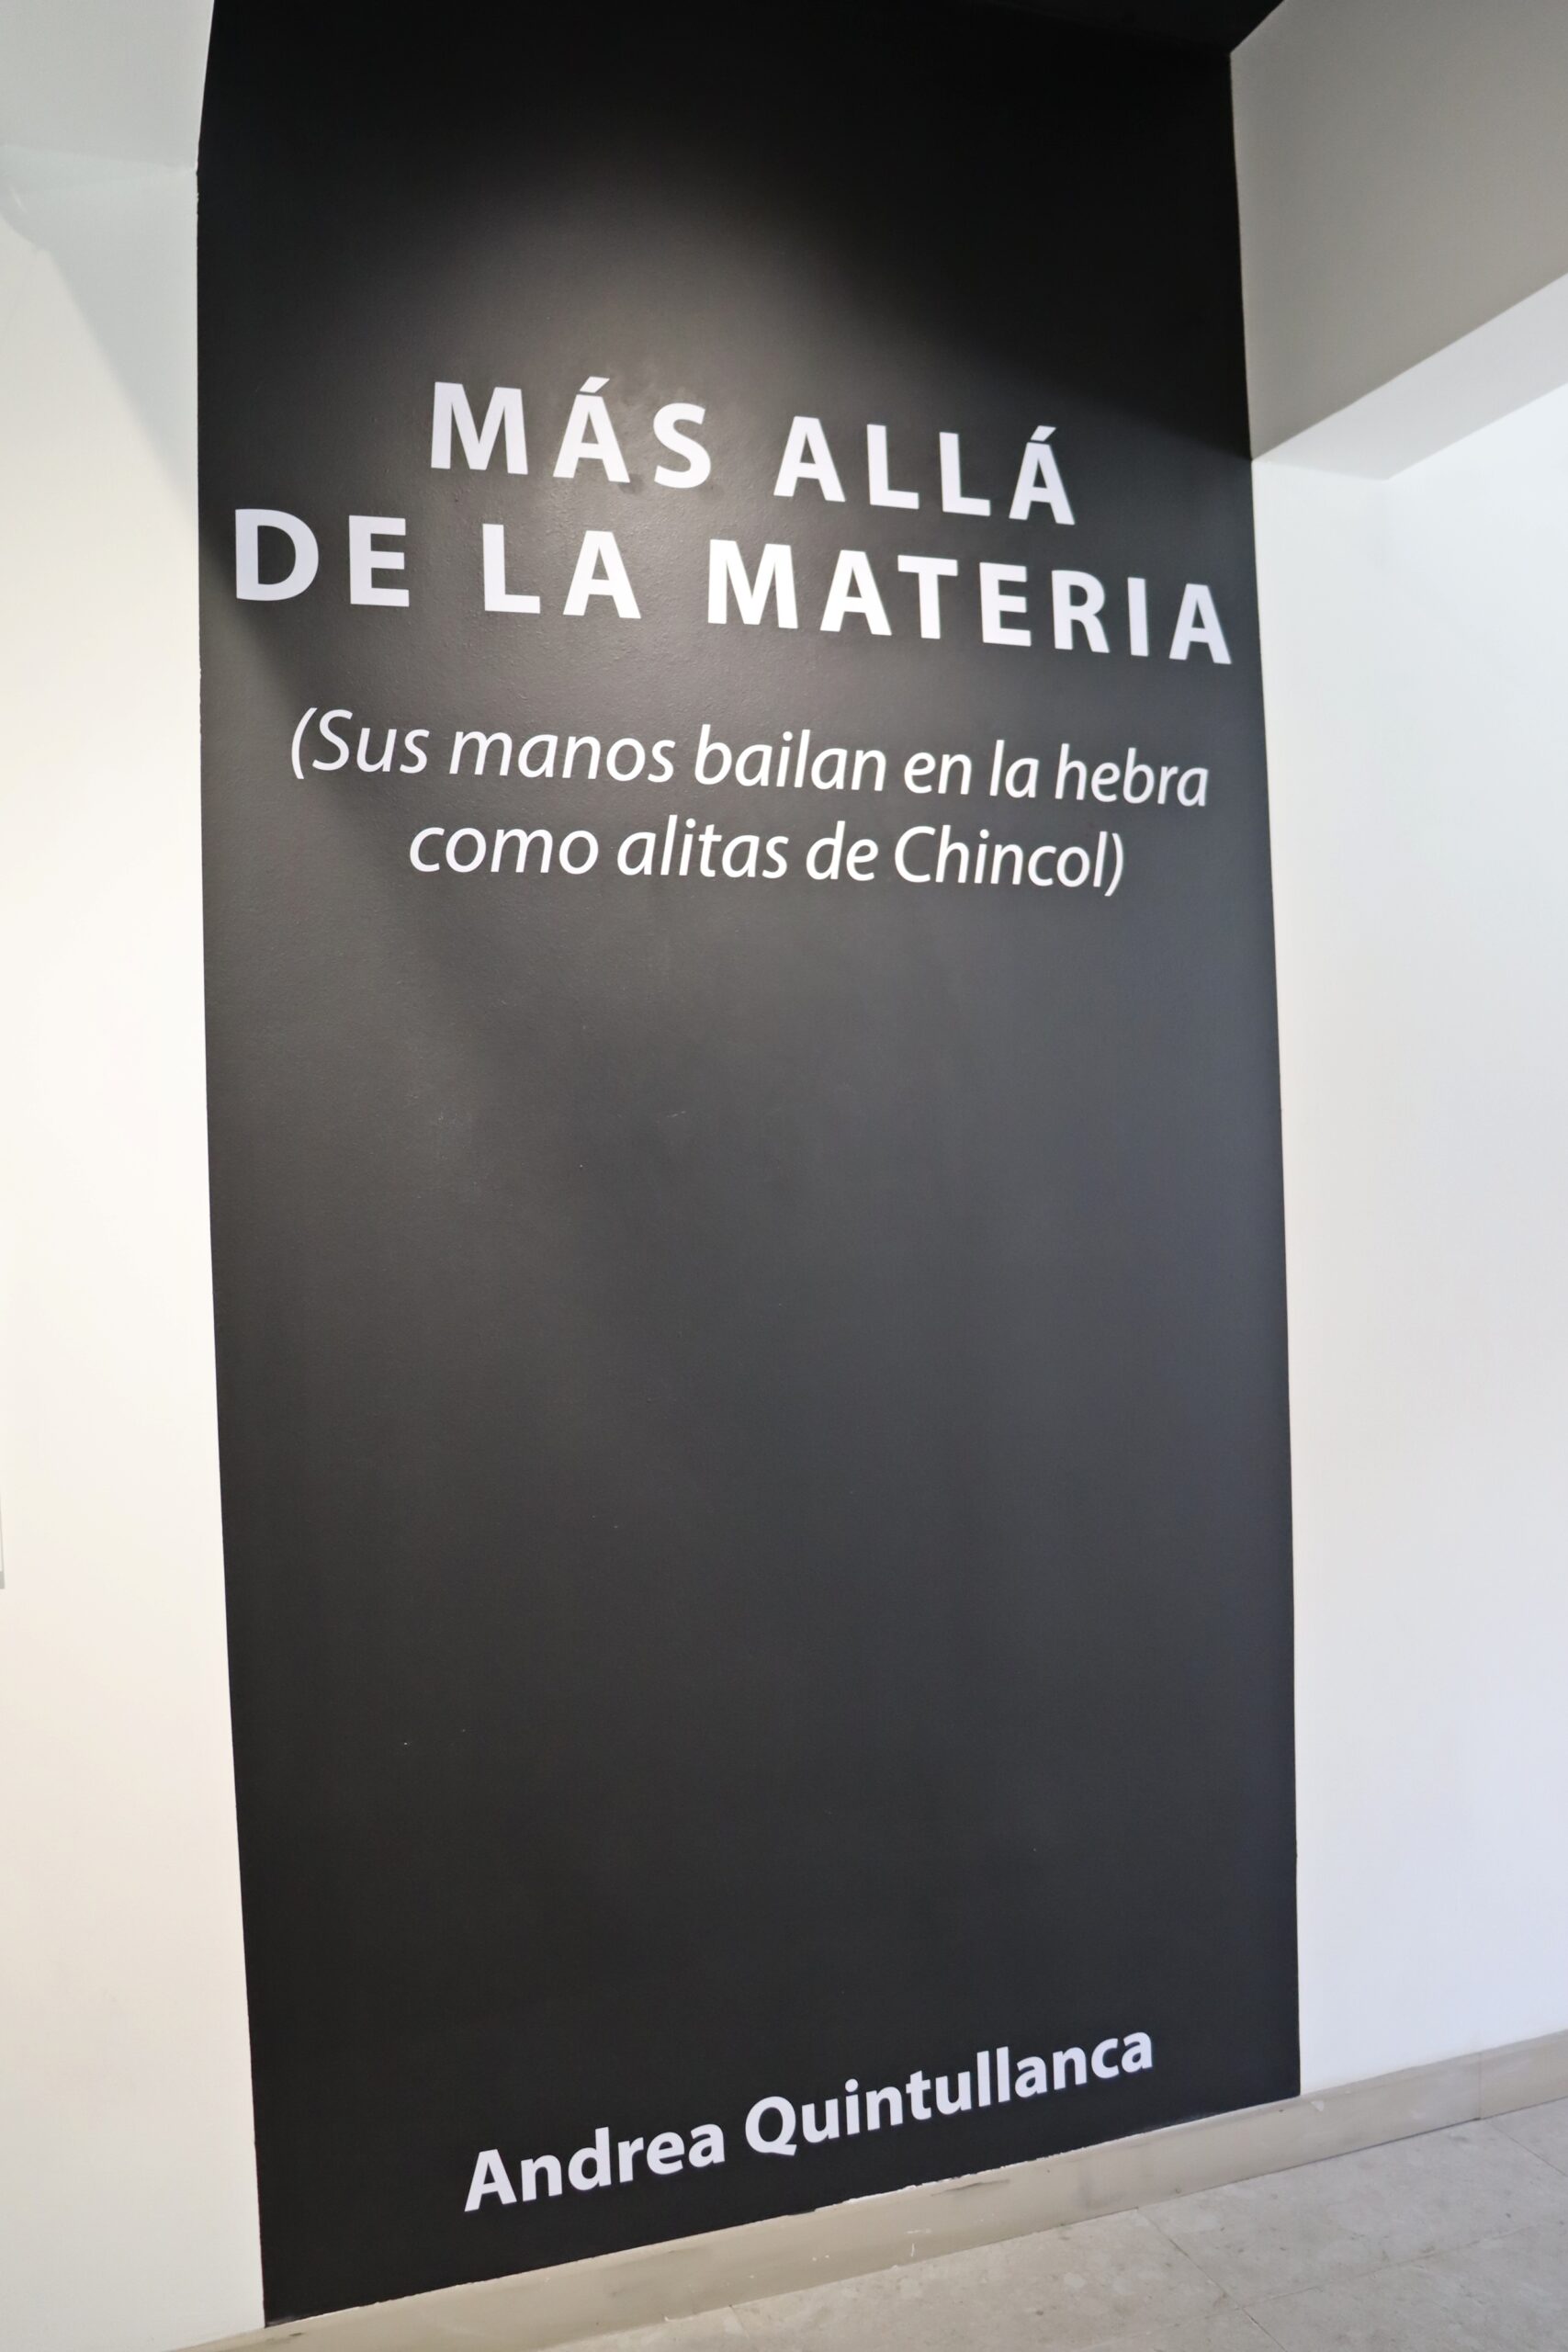 MÁS ALLÁ
DE LA MATERIA
(Sus manos bailan en la hebra
como alitas de Chincol)
Andrea Quintullanca